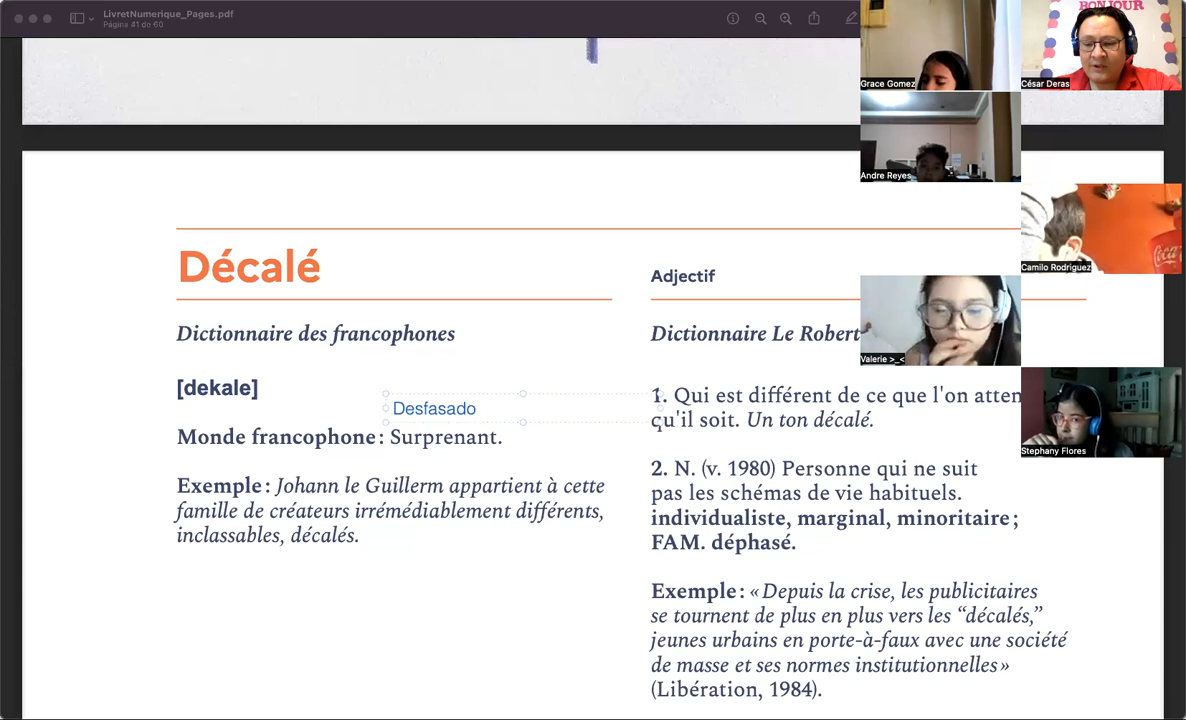 LivretNumerique_Pages.pdf
Página 41 de 60
BONJOUR
Grace Gomez
César Deras
Andre Reyes
Camilo Rodriguez
Coca
Valerie >_<
Stephany Flores
Décalé
Adjectif
Dictionnaire des francophones
[dekale]
Desfasado
Monde francophone : Surprenant.
Exemple : Johann le Guillerm appartient à cette
famille de créateurs irrémédiablement différents,
inclassables, décalés.
Dictionnaire Le Robert
1. Qui est différent de ce que l'on atten
qu'il soit. Un ton décalé.
2. N. (v. 1980) Personne qui ne suit
pas les schémas de vie habituels.
individualiste, marginal, minoritaire ;
FAM. déphasé.
Exemple : « Depuis la crise, les publicitaires
se tournent de plus en plus vers les “décalés,”
jeunes urbains en porte-à-faux avec une société
de masse et ses normes institutionnelles »
(Libération, 1984).